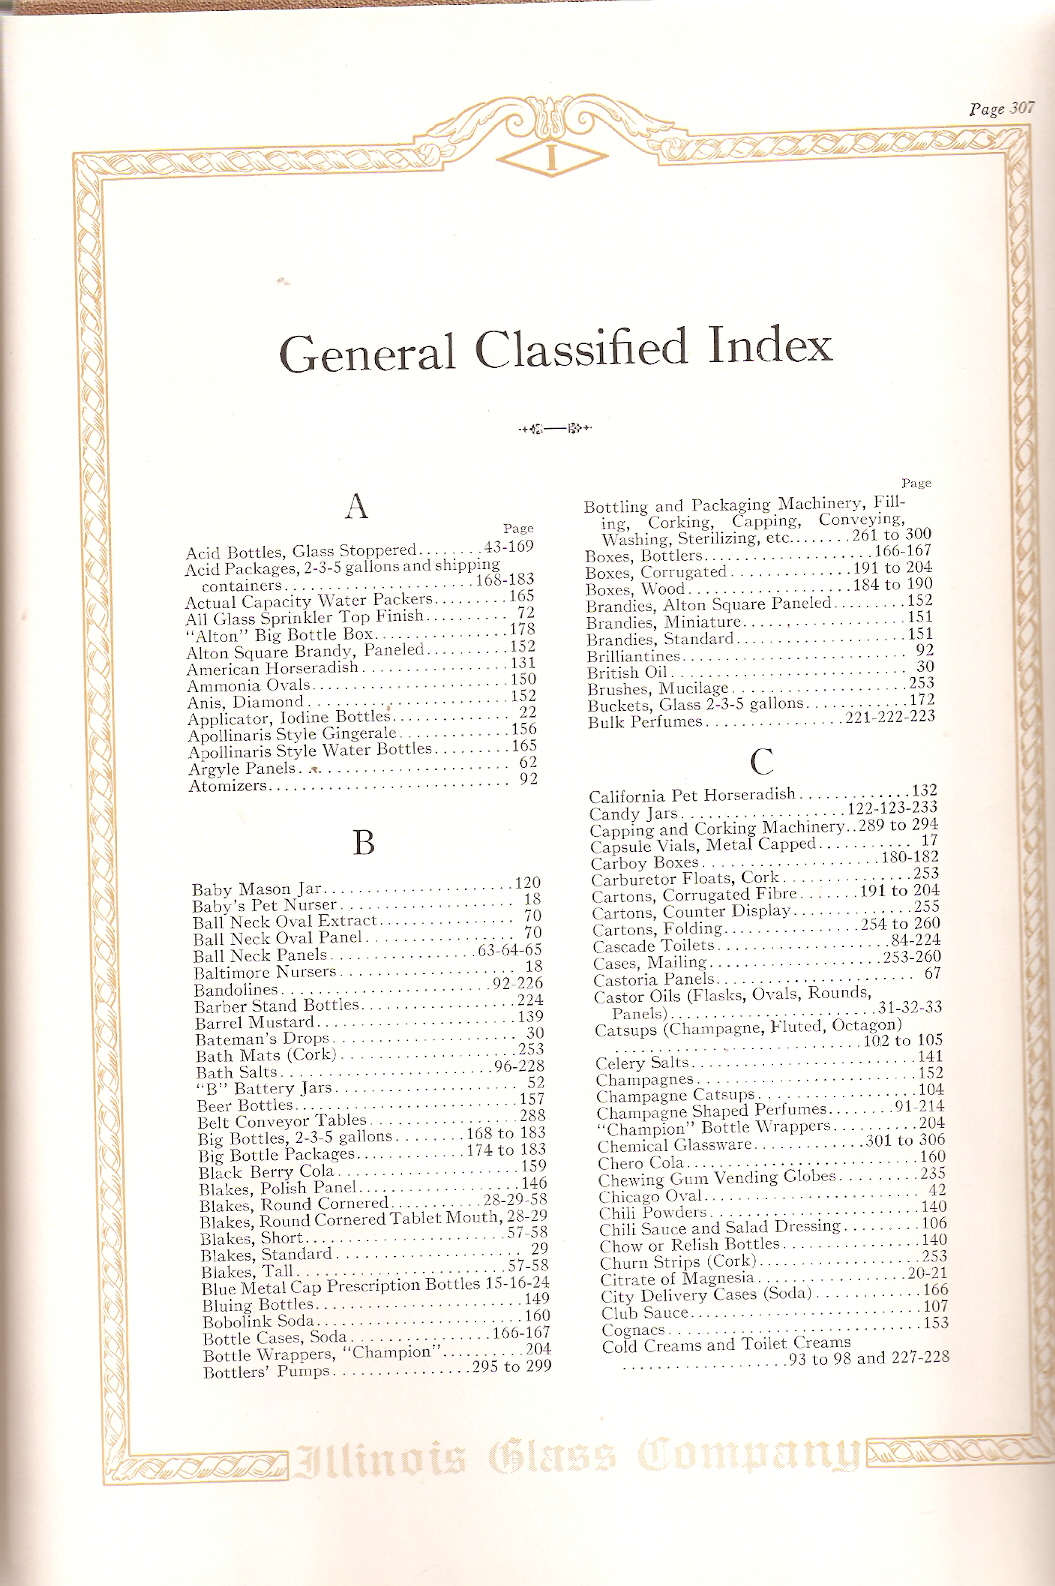 Page 307
I
General Classified Index
A
Page
Acid Bottles, Glass Stoppered........43-169
Acid Packages, 2-3-5 gallons and shipping
containers.....................168-183
Actual Capacity Water Packers.........165
All Glass Sprinkler Top Finish.......... 72
"Alton" Big Bottle Box................178
Alton Square Brandy, Paneled..........152
American Horseradish..................131
Ammonia Ovals.......................150
Anis, Diamond........................152
Applicator, Iodine Bottles.............. 22
Apollinaris Style Gingerale.............156
Apollinaris Style Water Bottles.........165
Argyle Panels........................ 62
Atomizers........................... 92
B
Baby Mason Jar......................120
Baby's Pet Nurser.................... 18
Ball Neck Oval Extract............... 70
Ball Neck Oval Panel................. 70
Ball Neck Panels................63-64-65
Baltimore Nursers.................... 18
Bandolines.......................92-226
Barber Stand Bottles..................224
Barrel Mustard.......................139
Bateman's Drops..................... 30
Bath Mats (Cork)....................253
Bath Salts........................96-228
"B" Battery Jars..................... 52
Beer Bottles.........................157
Belt Conveyor Tables.................288
Big Bottles, 2-3-5 gallons........168 to 183
Big Bottle Packages.............174 to 183
Black Berry Cola.....................159
Blakes, Polish Panel..................146
Blakes, Round Cornered...........28-29-58
Blakes, Round Cornered Tablet Mouth, 28-29
Blakes, Short.......................57-58
Blakes, Standard..................... 29
Blakes, Tall........................57-58
Blue Metal Cap Prescription Bottles 15-16-24
Bluing Bottles.......................149
Bobolink Soda.......................160
Bottle Cases, Soda................166-167
Bottle Wrappers, "Champion"..........204
Bottlers' Pumps................295 to 299
Page
Bottling and Packaging Machinery, Fill-
ing, Corking, Capping, Conveying,
Washing, Sterilizing, etc........261 to 300
Boxes, Bottlers....................166-167
Boxes, Corrugated..............191 to 204
Boxes, Wood...................184 to 190
Brandies, Alton Square Paneled.........152
Brandies, Miniature...................151
Brandies, Standard....................151
Brilliantines.......................... 92
British Oil........................... 30
Brushes, Mucilage....................253
Buckets, Glass 2-3-5 gallons............172
Bulk Perfumes................221-222-223
C
California Pet Horseradish.............132
Candy Jars...................122-123-233
Capping and Corking Machinery..289 to 294
Capsule Vials, Metal Capped........... 17
Carboy Boxes.....................180-182
Carburetor Floats, Cork...............253
Cartons, Corrugated Fibre.......191 to 204
Cartons, Counter Display..............255
Cartons, Folding................254 to 260
Cascade Toilets....................84-224
Cases, Mailing....................253-260
Castoria Panels....................... 67
Castor Oils (Flasks, Ovals, Rounds,
Panels).......................31-32-33
Catsups (Champagne, Fluted, Octagon)
............................102 to 105
Celery Salts..........................141
Champagnes.........................152
Champagne Catsups..................104
Champagne Shaped Perfumes........91-214
"Champion" Bottle Wrappers..........204
Chemical Glassware.............301 to 306
Chero Cola..........................160
Chewing Gum Vending Globes.........235
Chicago Oval........................ 42
Chili Powders........................140
Chili Sauce and Salad Dressing.........106
Chow or Relish Bottles................140
Churn Strips (Cork)..................253
Citrate of Magnesia.................20-21
City Delivery Cases (Soda)............166
Club Sauce..........................107
Cognacs.............................153
Cold Creams and Toilet Creams
...................93 to 98 and 227-228
Illinois Glass Company